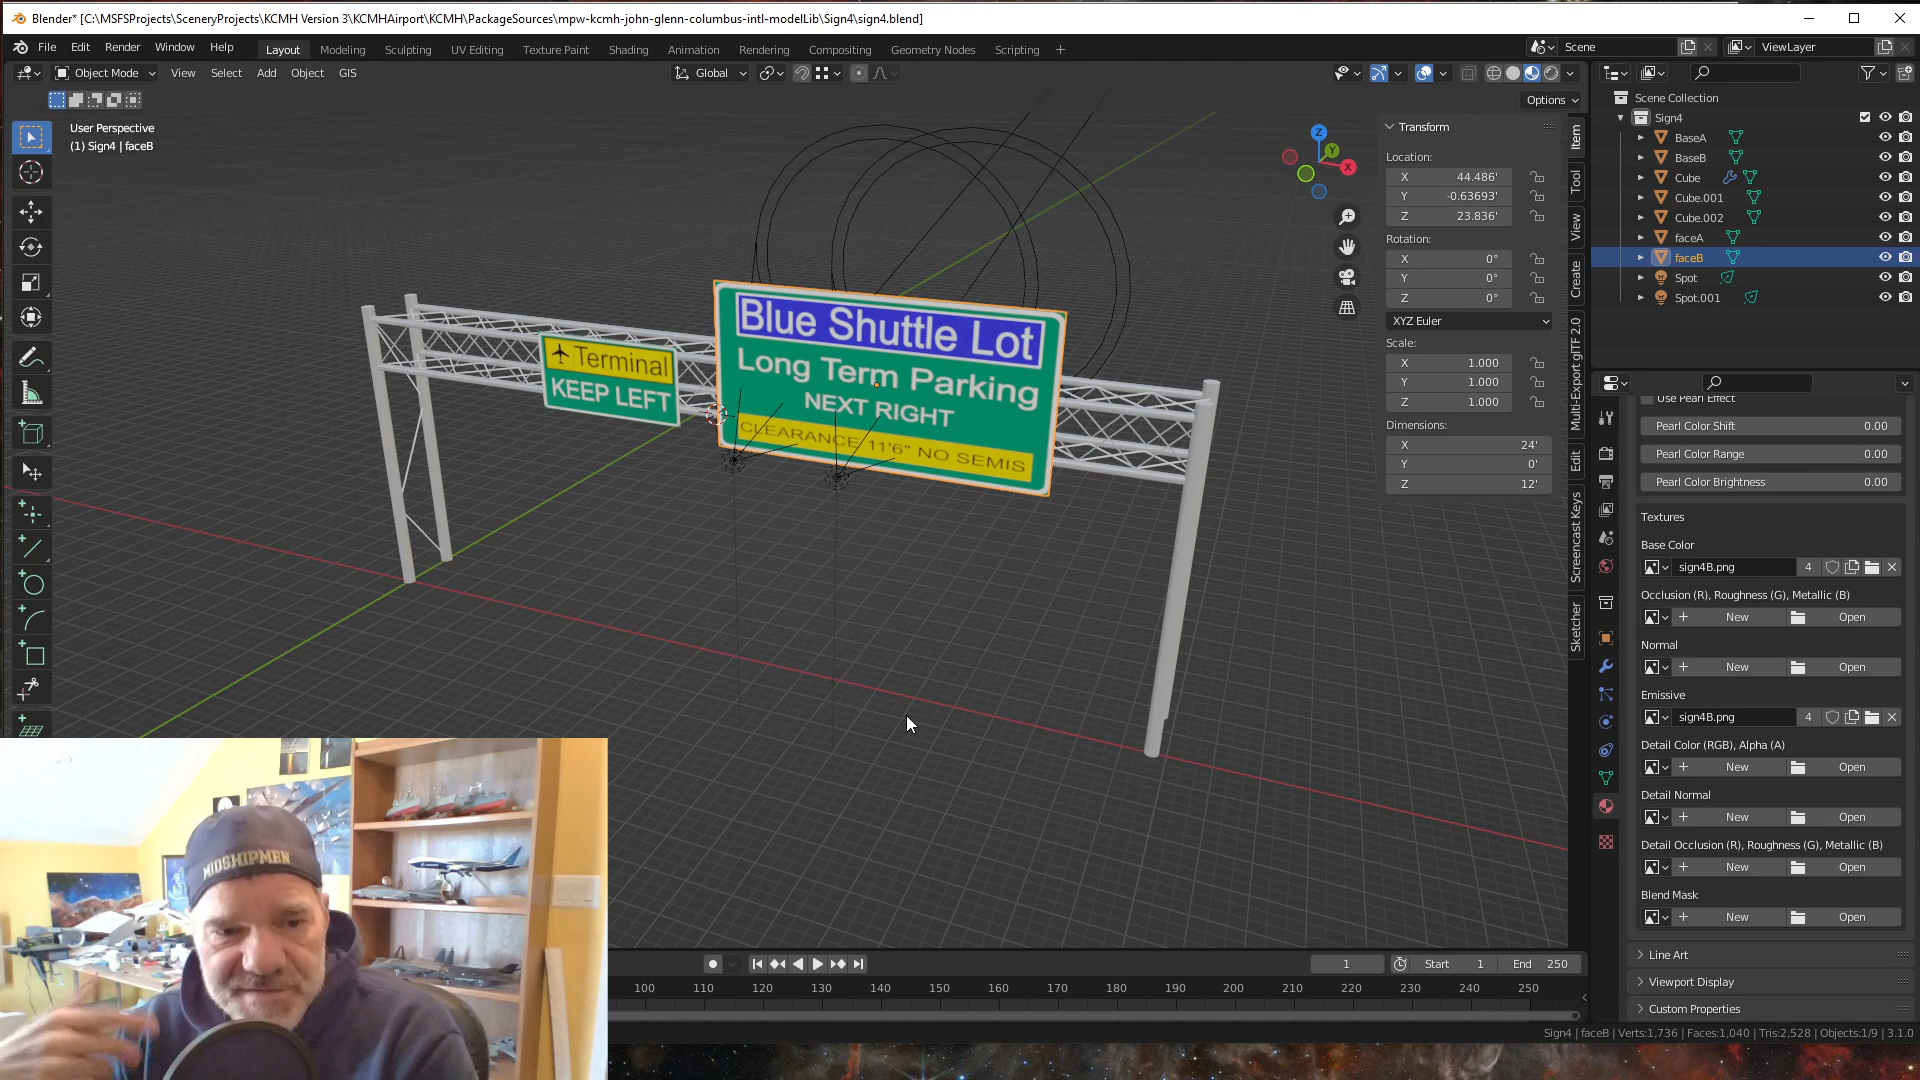 Blender* [C:\MSFSProjects\SceneryProjects\KCMH Version 3\KCMHAirport\KCMH\PackageSources\mpw-kcmh-john-glenn-columbus-intl-modelLib\Sign4\sign4.blend]
File Edit Render Window Help Layout Modeling Sculpting UV Editing Texture Paint Shading Animation Rendering Compositing Geometry Nodes Scripting + Scene ViewLayer
Object Mode View Select Add Object GIS Global
Options
User Perspective
(1) Sign4 | faceB
Z
Y
X
Terminal
KEEP LEFT
Blue Shuttle Lot
Long Term Parking
NEXT RIGHT
CLEARANCE 11'6" NO SEMIS
Transform
Location:
X 44.486'
Y -0.63693'
Z 23.836'
Rotation:
X 0°
Y 0°
Z 0°
XYZ Euler
Scale:
X 1.000
Y 1.000
Z 1.000
Dimensions:
X 24'
Y 0'
Z 12'
Item
Tool
View
Create
Multi-Export glTF 2.0
Edit
Screencast Keys
Sketcher
Scene Collection
Sign4
BaseA
BaseB
Cube
Cube.001
Cube.002
faceA
faceB
Spot
Spot.001
Use Pearl Effect
Pearl Color Shift 0.00
Pearl Color Range 0.00
Pearl Color Brightness 0.00
Textures
Base Color
sign4B.png 4
Occlusion (R), Roughness (G), Metallic (B)
New Open
Normal
New Open
Emissive
sign4B.png 4
Detail Color (RGB), Alpha (A)
New Open
Detail Normal
New Open
Detail Occlusion (R), Roughness (G), Metallic (B)
New Open
Blend Mask
New Open
Line Art
Viewport Display
Custom Properties
1 Start 1 End 250
100 110 120 130 140 150 160 170 180 190 200 210 220 230 240 250
Sign4 | faceB | Verts:1,736 | Faces:1,040 | Tris:2,528 | Objects:1/9 | 3.1.0
MIDSHIPMEN